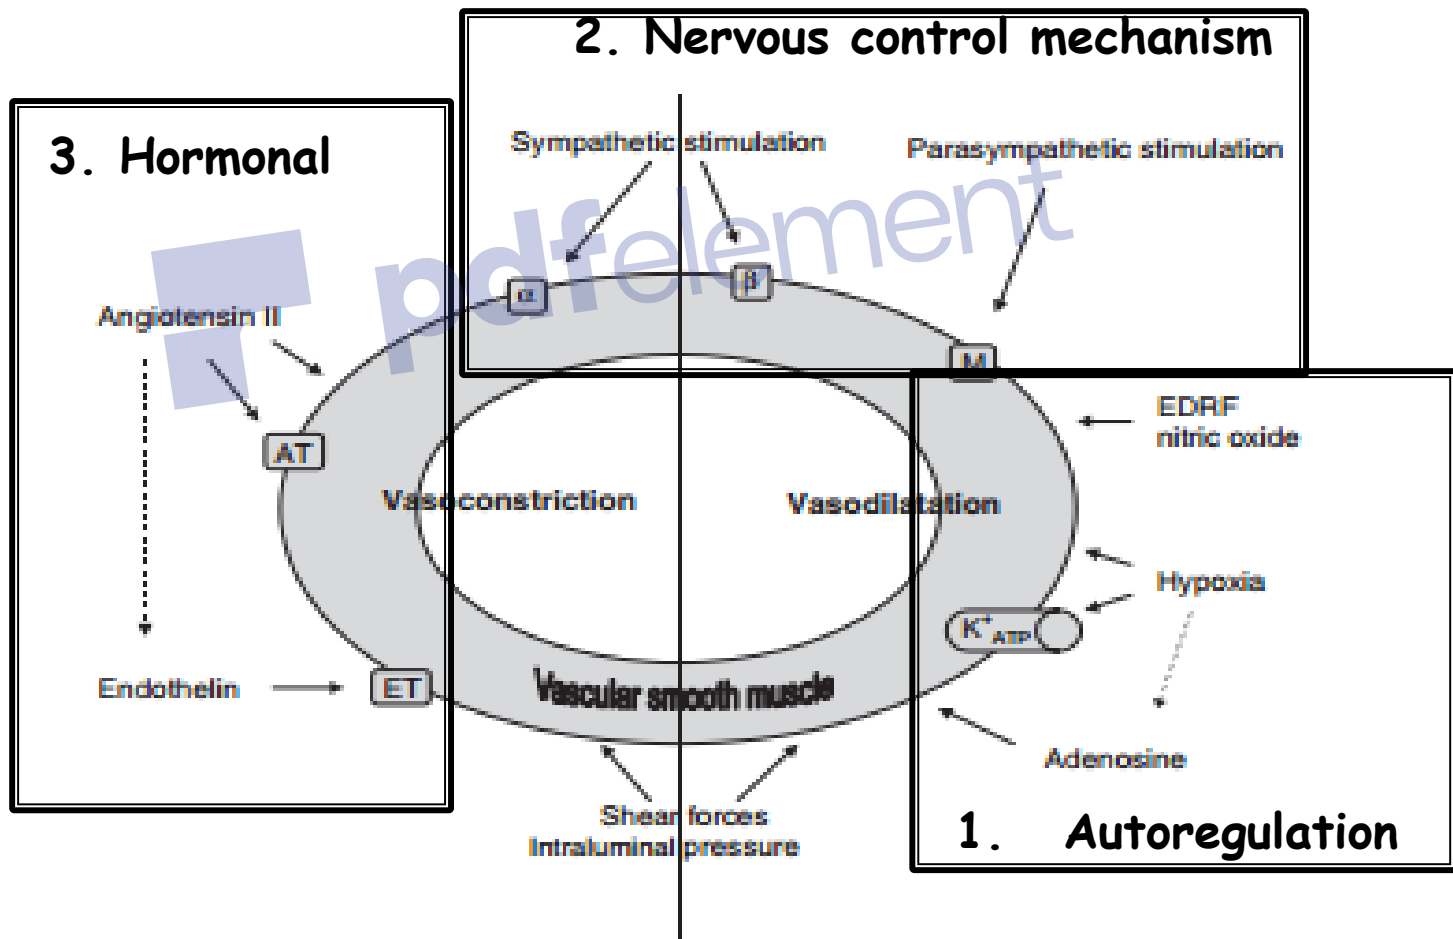 2. Nervous control mechanism
3. Hormonal
Sympathetic stimulation
Parasympathetic stimulation
pdfelement
α
β
M
Angiotensin II
AT
EDRF
nitric oxide
Vasoconstriction
Vasodilatation
Hypoxia
K+ATP
Endothelin
ET
Vascular smooth muscle
Adenosine
Shear forces
Intraluminal pressure
1. Autoregulation